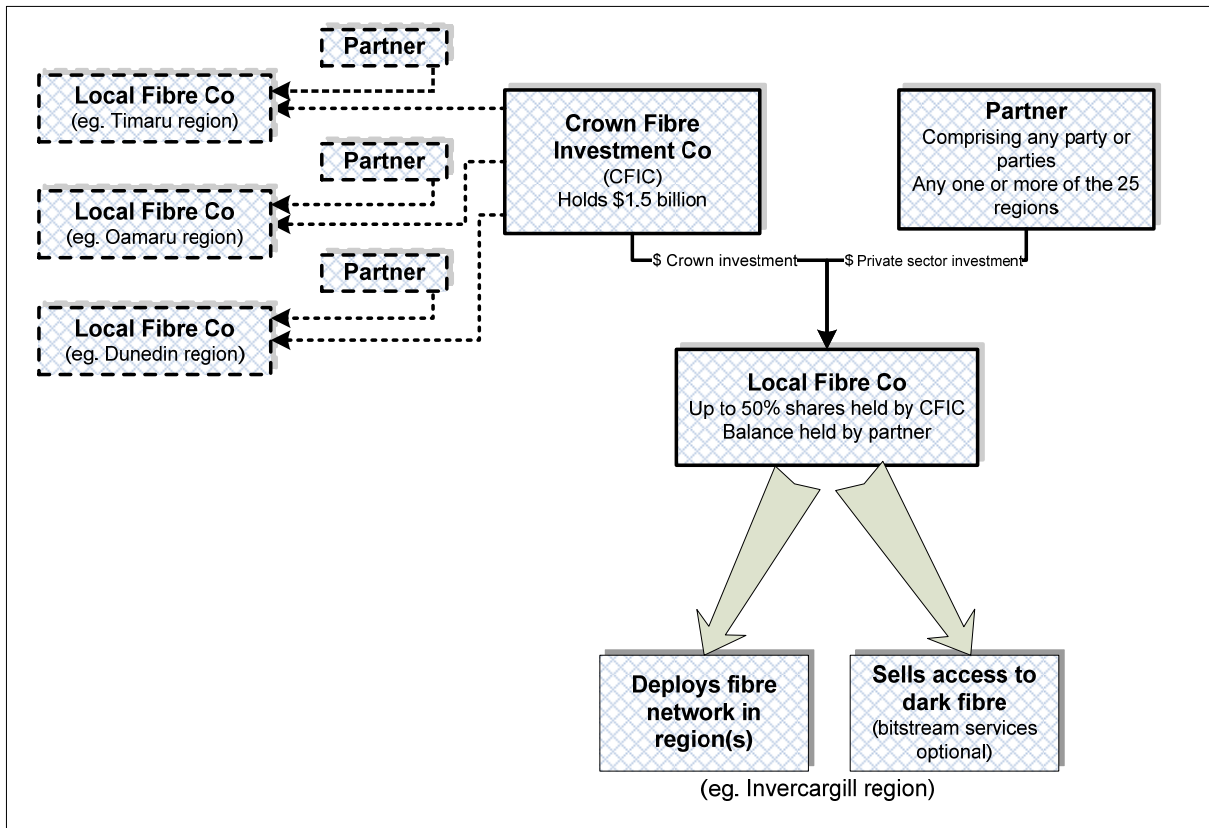 Partner
Local Fibre Co
(eg. Timaru region)
Partner
Local Fibre Co
(eg. Oamaru region)
Partner
Local Fibre Co
(eg. Dunedin region)
Crown Fibre
Investment Co
(CFIC)
Holds $1.5 billion
Partner
Comprising any party or
parties
Any one or more of the 25
regions
$ Crown investment
$ Private sector investment
Local Fibre Co
Up to 50% shares held by CFIC
Balance held by partner
Deploys fibre
network in
region(s)
Sells access to
dark fibre
(bitstream services
optional)
(eg. Invercargill region)